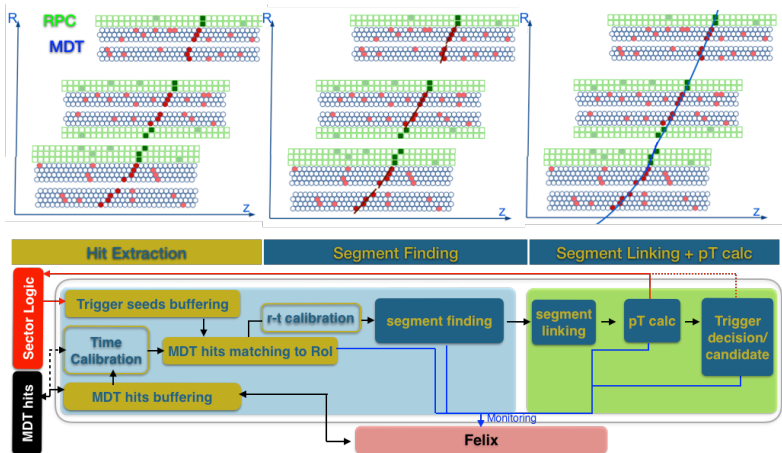 R
RPC
MDT
z
R
z
R
z
Hit Extraction
Segment Finding
Segment Linking + pT calc
Sector Logic
MDT hits
Trigger seeds buffering
Time
Calibration
MDT hits buffering
r-t calibration
MDT hits matching to RoI
segment finding
segment
linking
pT calc
Trigger
decision/
candidate
Monitoring
Felix